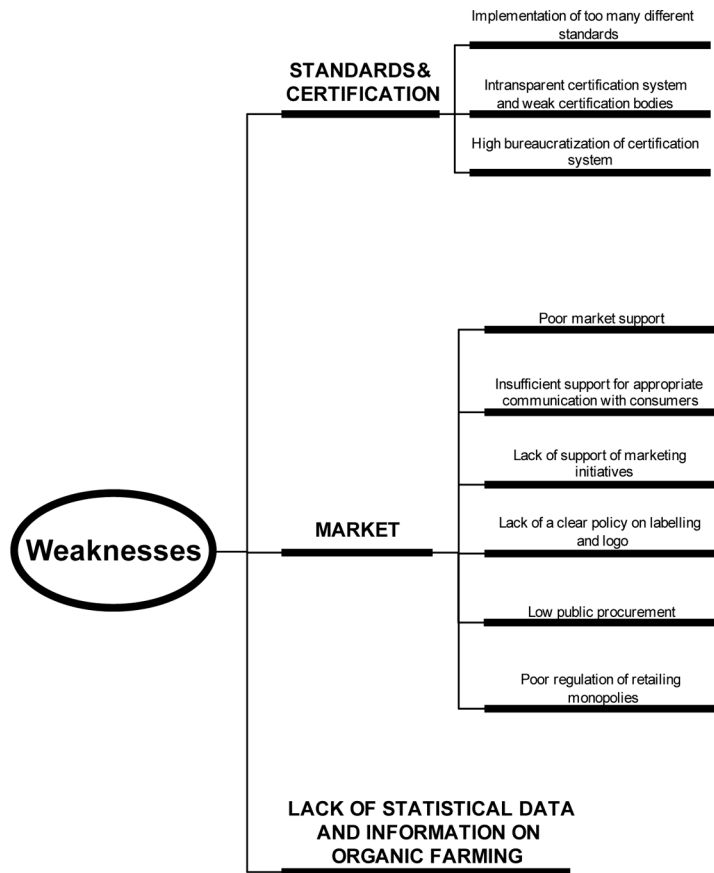 Implementation of too many different
standards
STANDARDS&
CERTIFICATION
Intransparent certification system
and weak certification bodies
High bureaucratization of certification
system
Poor market support
Insufficient support for appropriate
communication with consumers
Lack of support of marketing
initiatives
Weaknesses
MARKET
Lack of a clear policy on labelling
and logo
Low public procurement
Poor regulation of retailing
monopolies
LACK OF STATISTICAL DATA
AND INFORMATION ON
ORGANIC FARMING